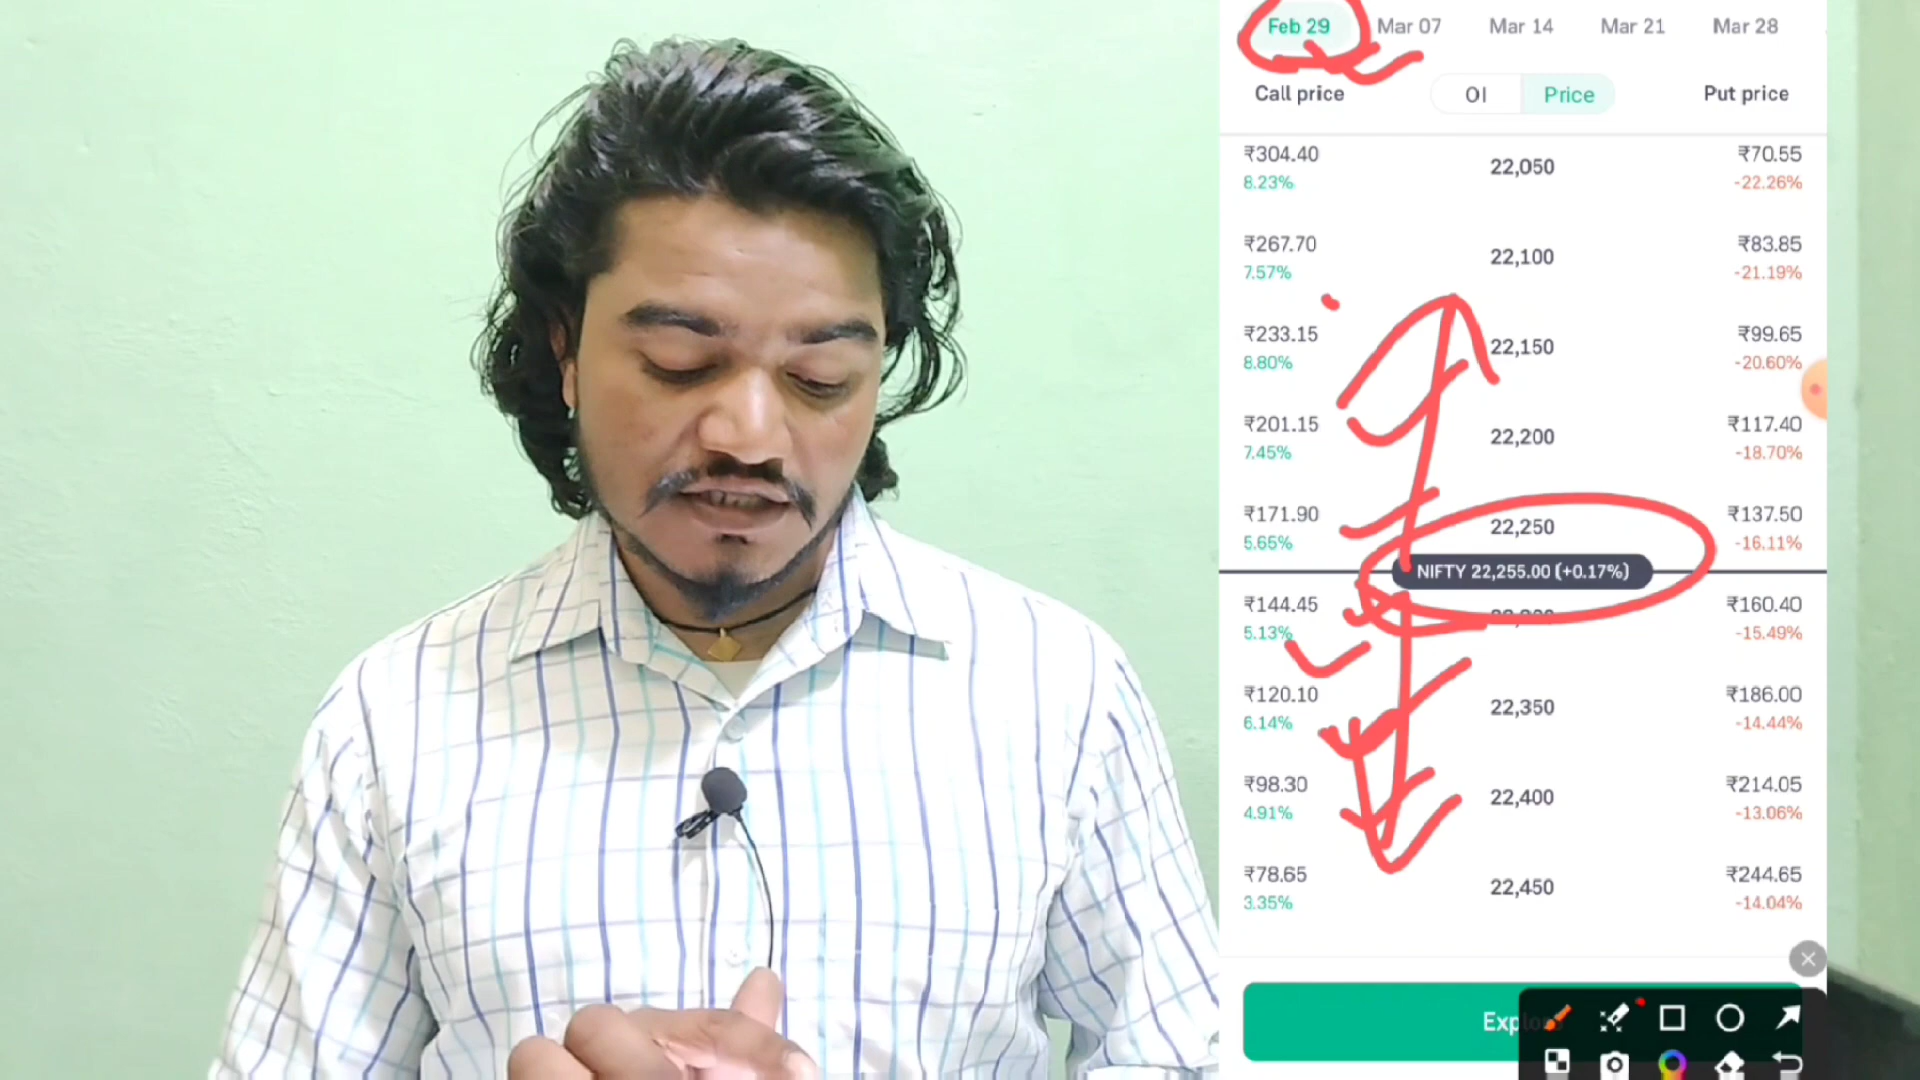 Feb 29 Mar 07 Mar 14 Mar 21 Mar 28
Call price OI Price Put price
₹304.40 22,050 ₹70.55
8.23% -22.26%
₹267.70 22,100 ₹83.85
7.57% -21.19%
₹233.15 22,150 ₹99.65
8.80% -20.60%
₹201.15 22,200 ₹117.40
7.45% -18.70%
₹171.90 22,250 ₹137.50
5.65% -16.11%
NIFTY 22,255.00 (+0.17%)
₹144.45 ₹160.40
5.13% -15.49%
₹120.10 22,350 ₹186.00
6.14% -14.44%
₹98.30 22,400 ₹214.05
4.91% -13.06%
₹78.65 22,450 ₹244.65
3.35% -14.04%